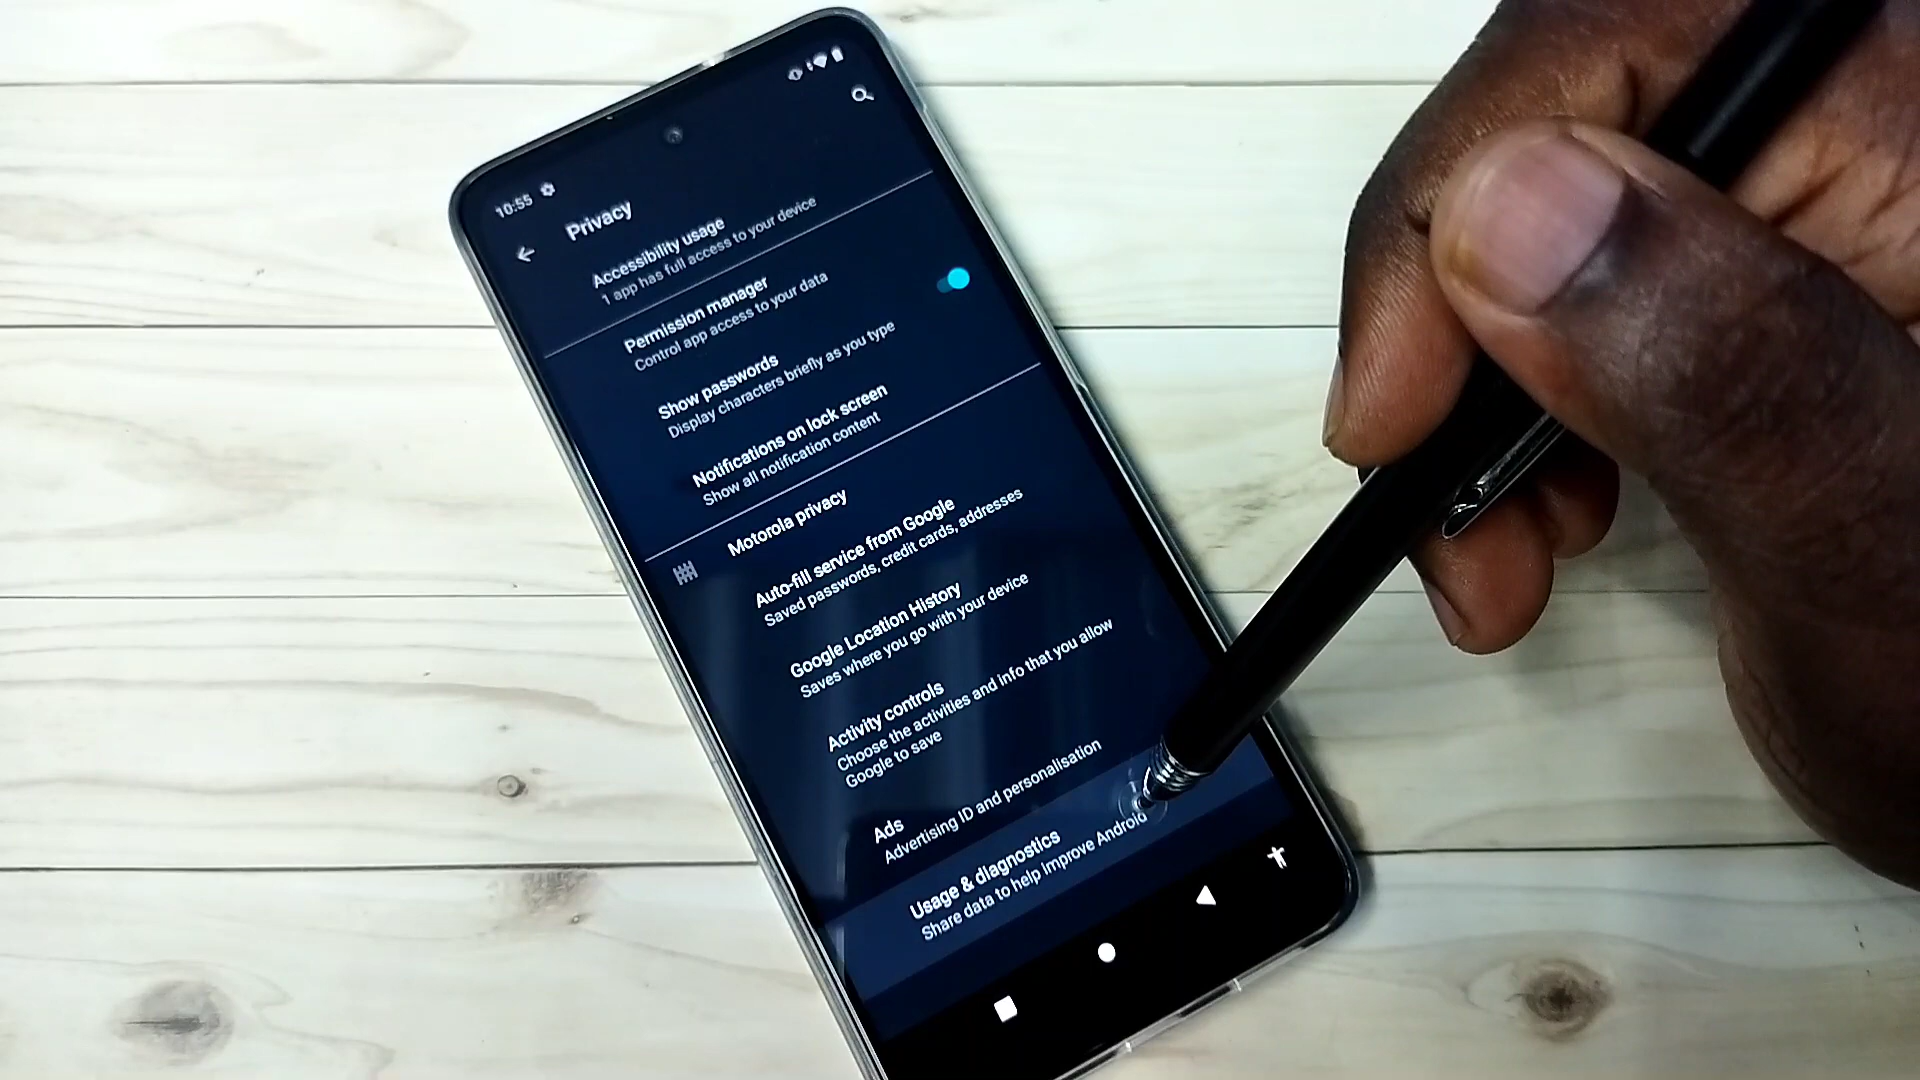 10:55
Privacy
Accessibility usage
1 app has full access to your device
Permission manager
Control app access to your data
Show passwords
Display characters briefly as you type
Notifications on lock screen
Show all notification content
Motorola privacy
Auto-fill service from Google
Saved passwords, credit cards, addresses
Google Location History
Saves where you go with your device
Activity controls
Choose the activities and info that you allow
Google to save
Ads
Advertising ID and personalisation
Usage & diagnostics
Share data to help improve Android